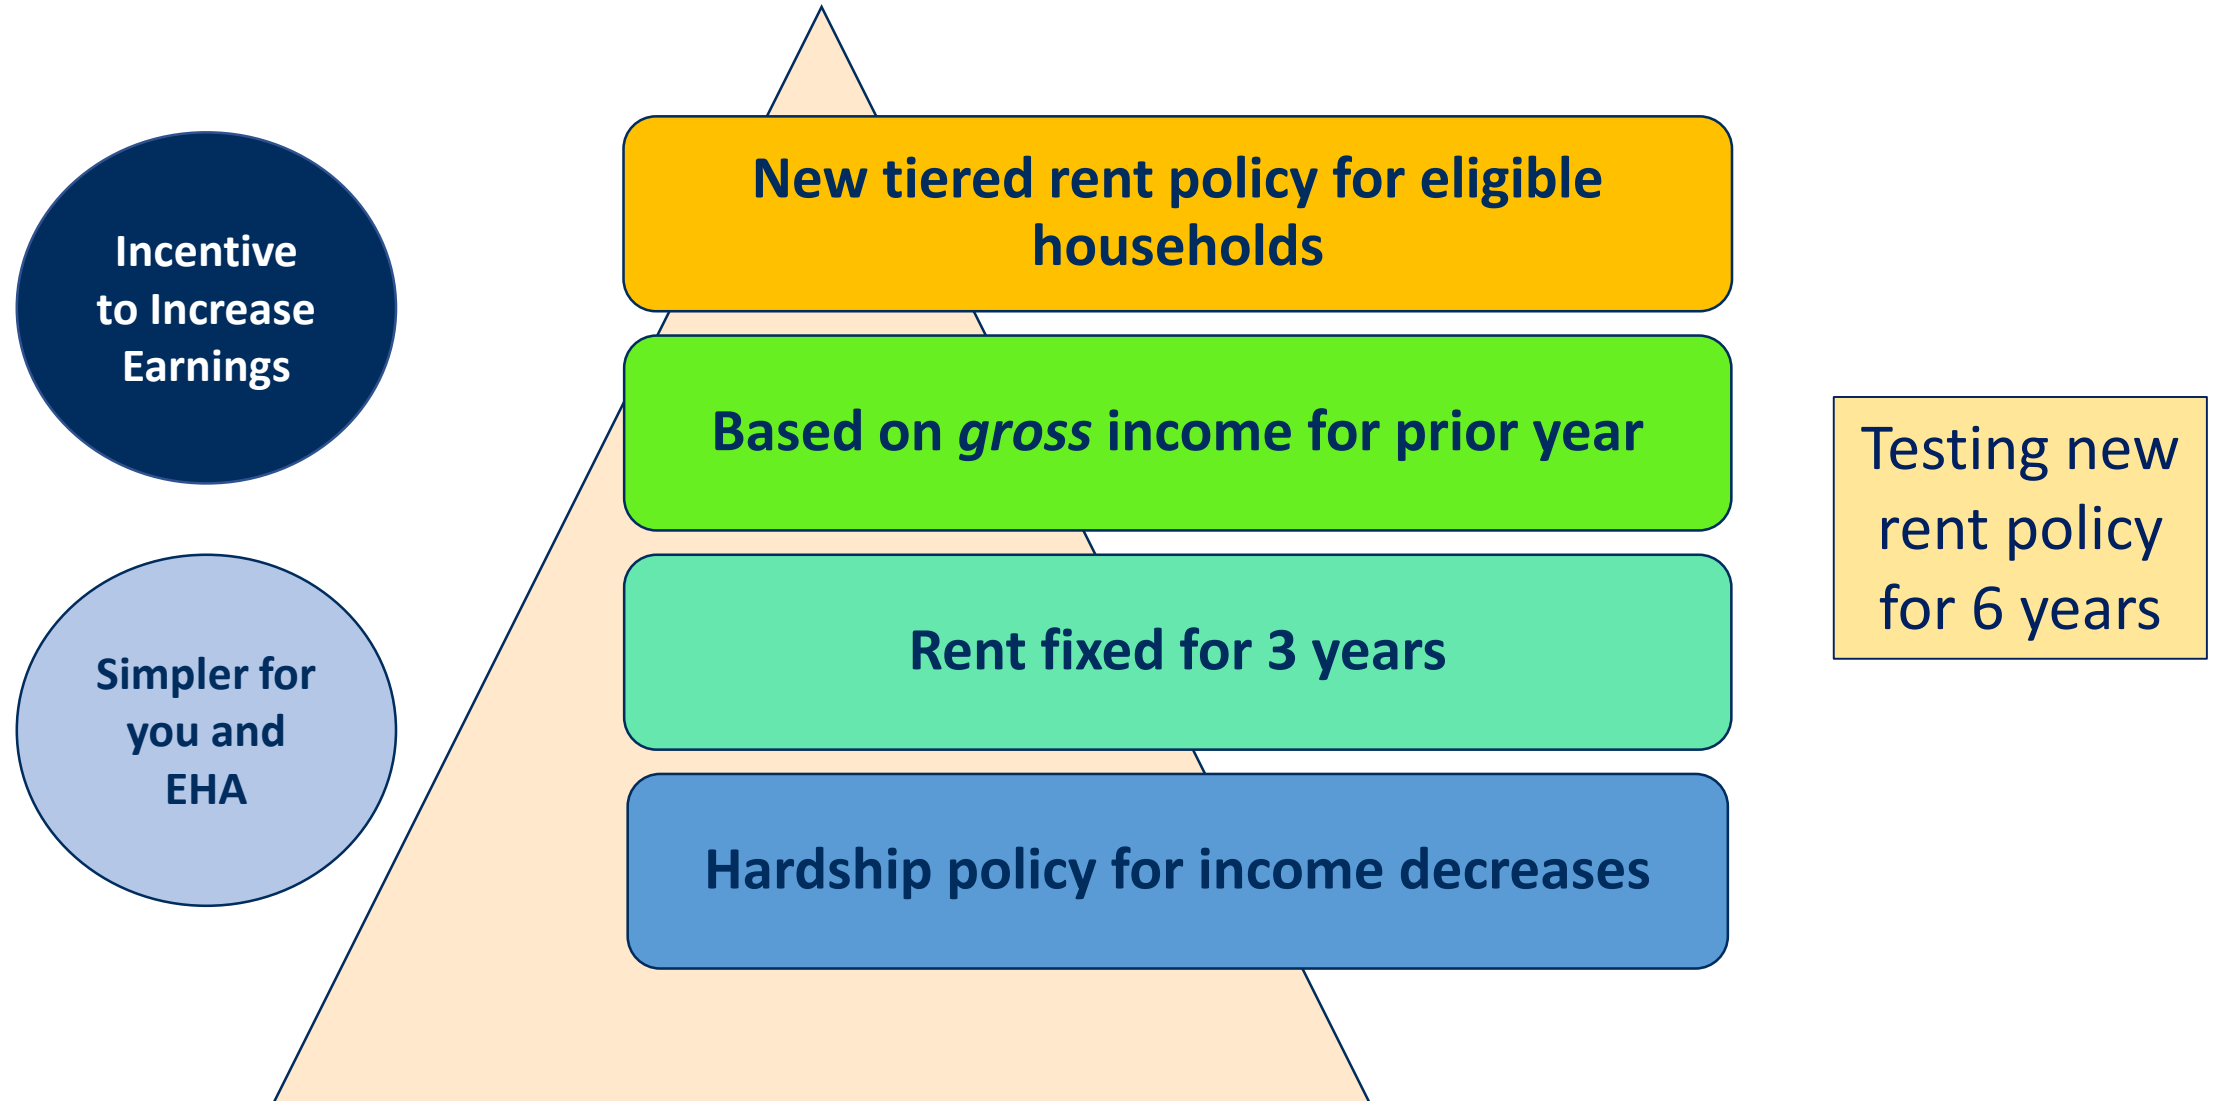 Incentive
to Increase
Earnings
Simpler for
you and
EHA
New tiered rent policy for eligible
households
Based on gross income for prior year
Rent fixed for 3 years
Hardship policy for income decreases
Testing new
rent policy
for 6 years